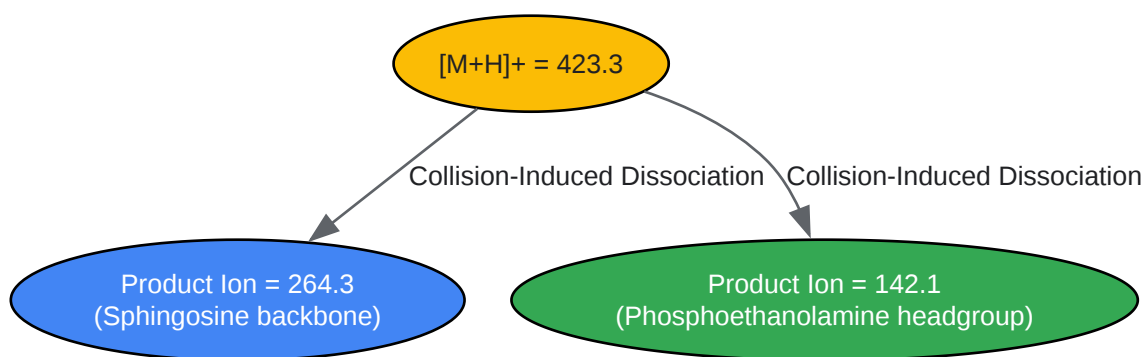 [M+H]+ = 423.3
Collision-Induced Dissociation
Collision-Induced Dissociation
Product Ion = 264.3
(Sphingosine backbone)
Product Ion = 142.1
(Phosphoethanolamine headgroup)